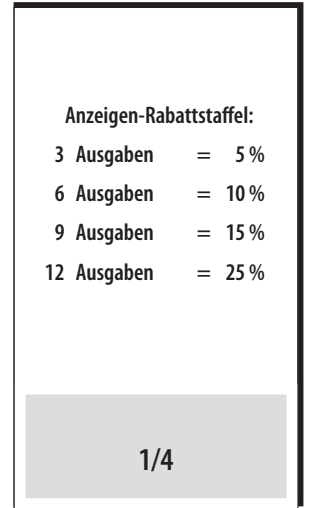 Anzeigen-Rabattstaffel:
3 Ausgaben = 5 %
6 Ausgaben = 10 %
9 Ausgaben = 15 %
12 Ausgaben = 25 %
1/4